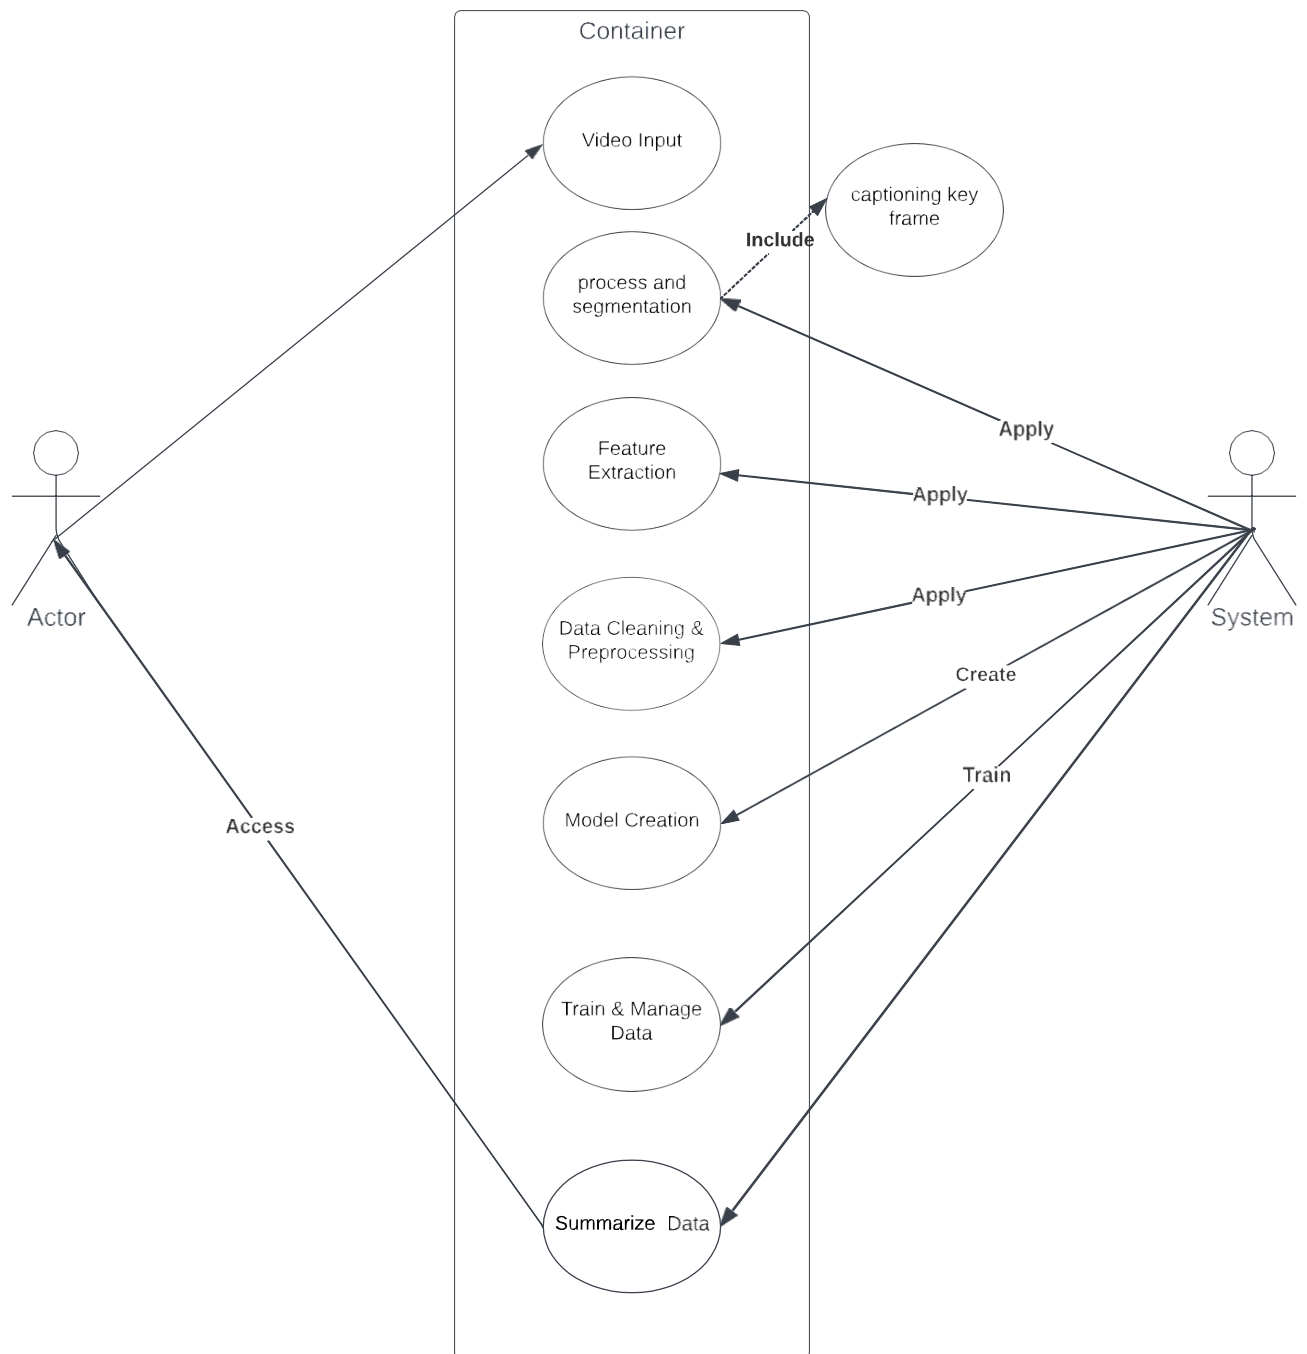 Container
Video Input
captioning key
frame
Include
process and
segmentation
Apply
Feature
Extraction
Apply
Apply
Actor
System
Data Cleaning &
Preprocessing
Create
Train
Model Creation
Access
Train & Manage
Data
Summarize Data